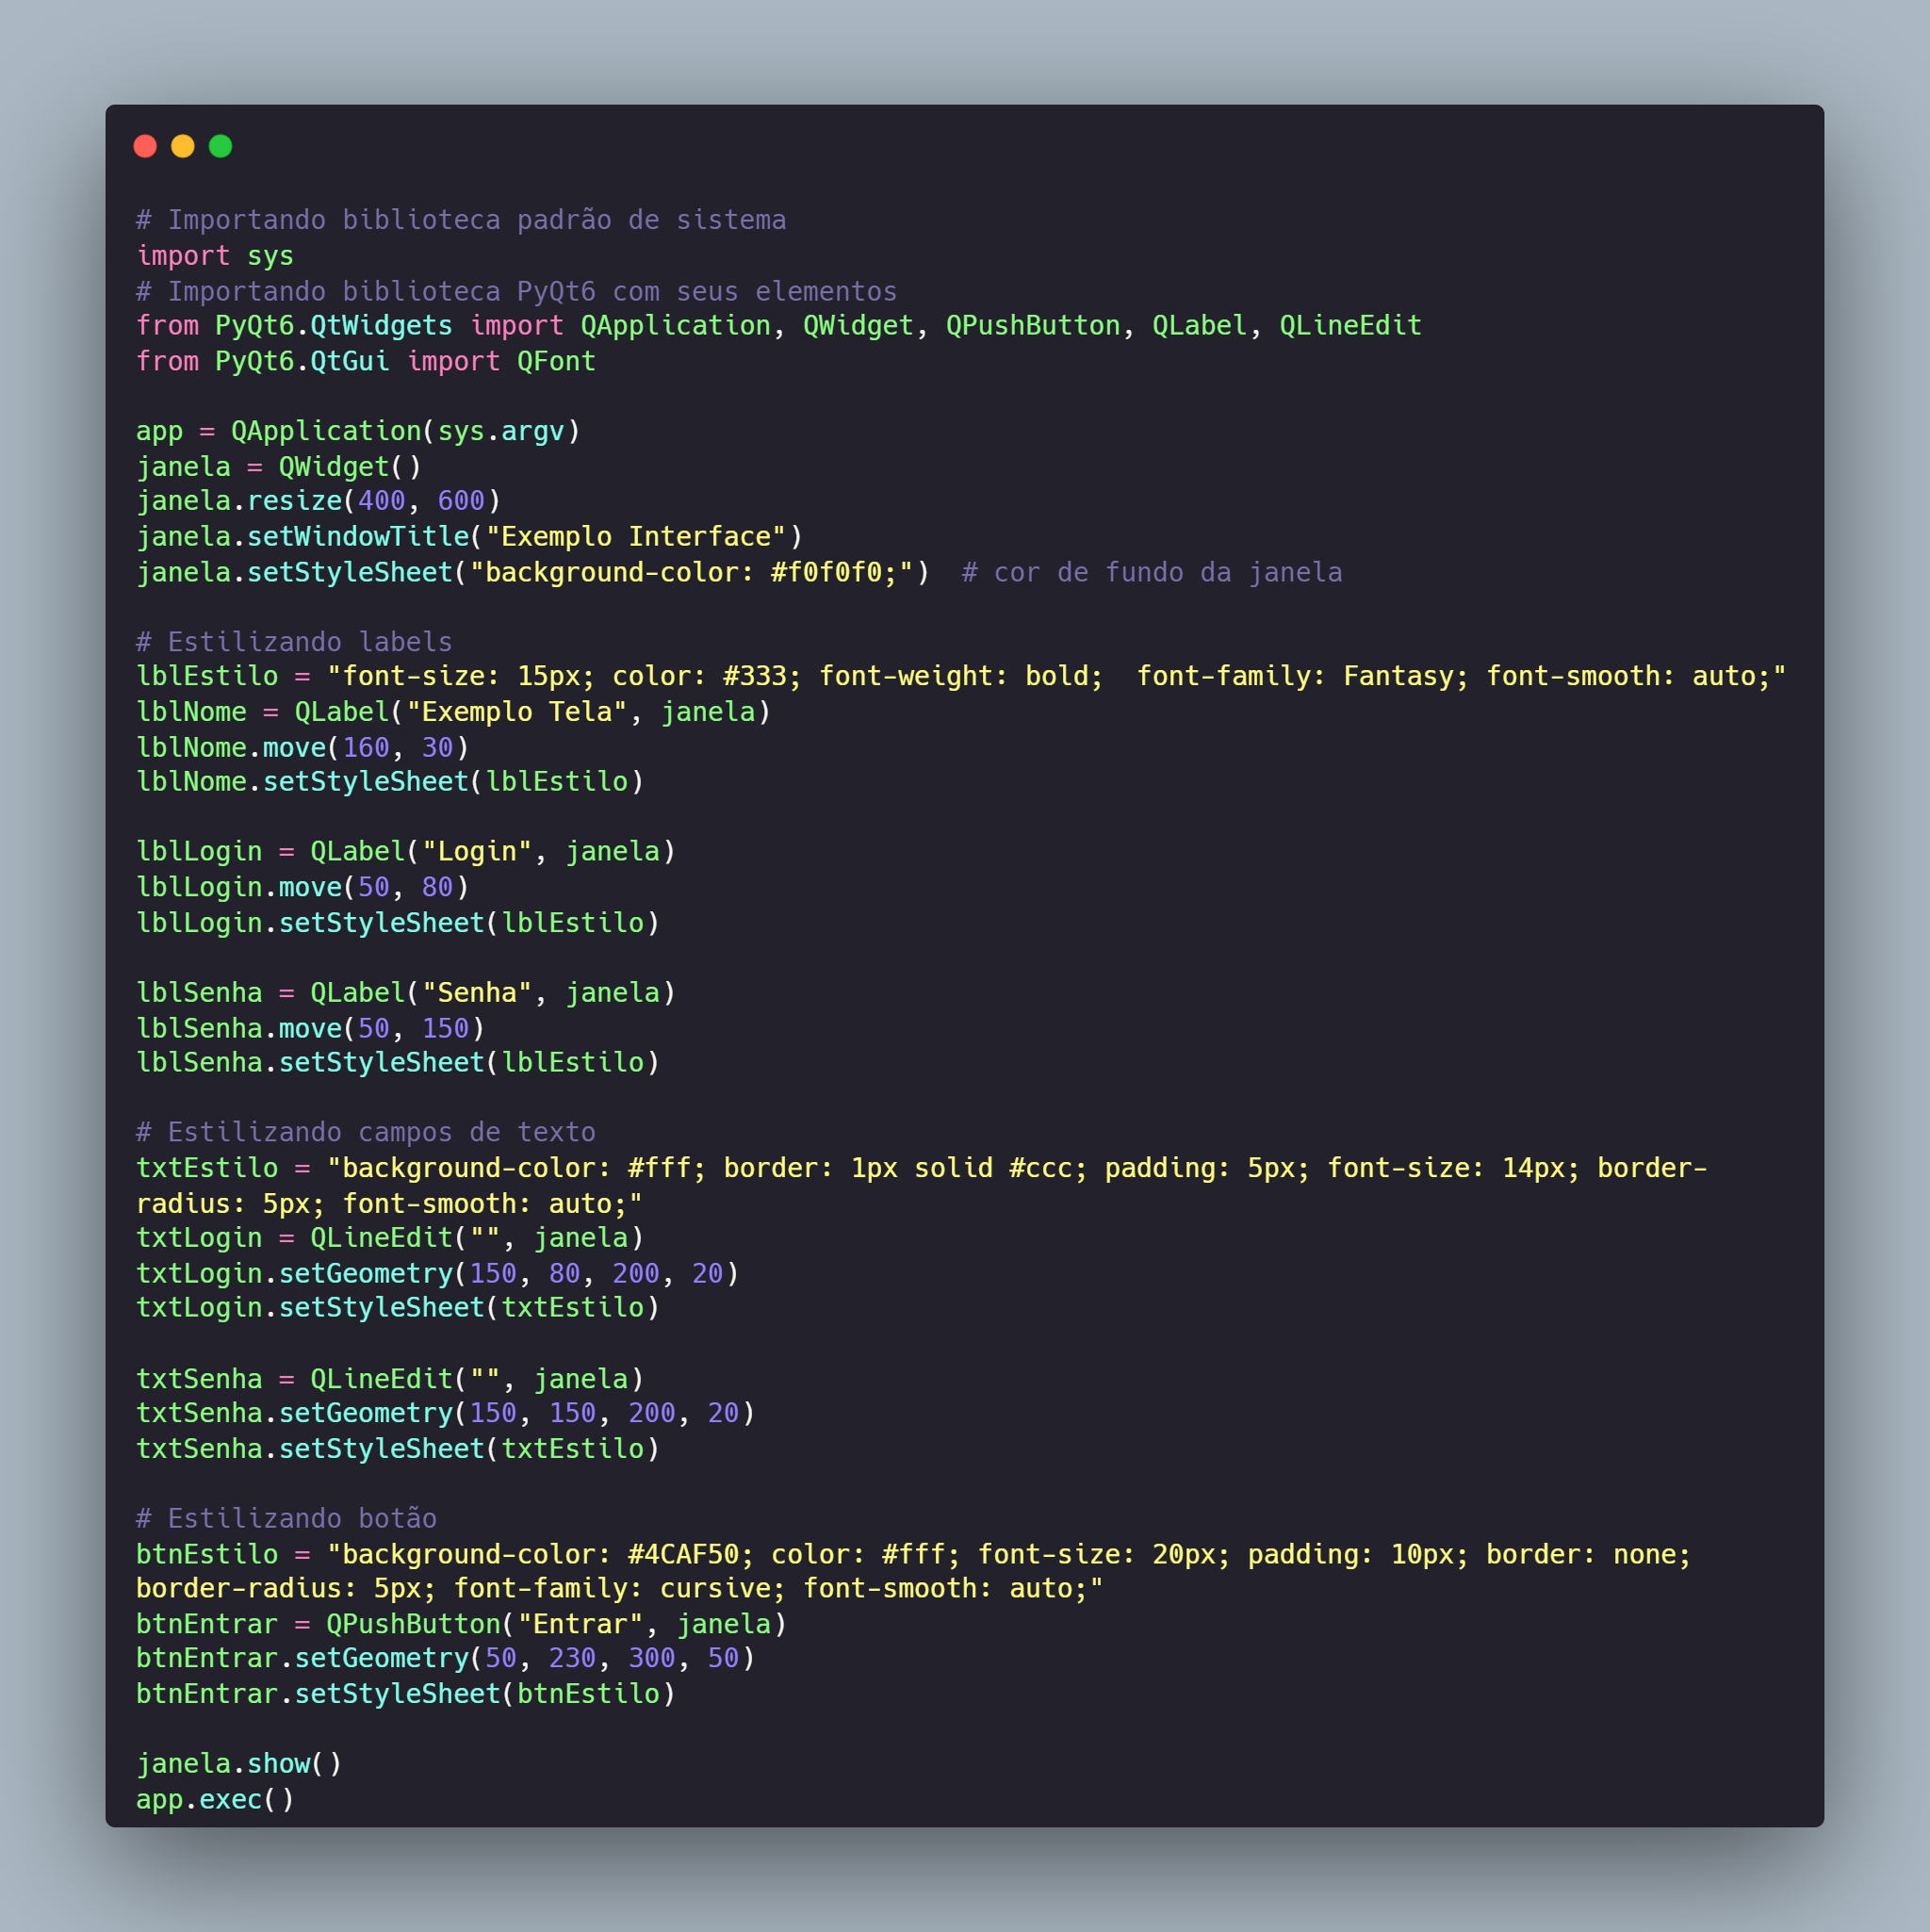 # Importando biblioteca padrão de sistema
import sys
# Importando biblioteca PyQt6 com seus elementos
from PyQt6.QtWidgets import QApplication, QWidget, QPushButton, QLabel, QLineEdit
from PyQt6.QtGui import QFont

app = QApplication(sys.argv)
janela = QWidget()
janela.resize(400, 600)
janela.setWindowTitle("Exemplo Interface")
janela.setStyleSheet("background-color: #f0f0f0;")  # cor de fundo da janela

# Estilizando labels
lblEstilo = "font-size: 15px; color: #333; font-weight: bold;  font-family: Fantasy; font-smooth: auto;"
lblNome = QLabel("Exemplo Tela", janela)
lblNome.move(160, 30)
lblNome.setStyleSheet(lblEstilo)

lblLogin = QLabel("Login", janela)
lblLogin.move(50, 80)
lblLogin.setStyleSheet(lblEstilo)

lblSenha = QLabel("Senha", janela)
lblSenha.move(50, 150)
lblSenha.setStyleSheet(lblEstilo)

# Estilizando campos de texto
txtEstilo = "background-color: #fff; border: 1px solid #ccc; padding: 5px; font-size: 14px; border-
radius: 5px; font-smooth: auto;"
txtLogin = QLineEdit("", janela)
txtLogin.setGeometry(150, 80, 200, 20)
txtLogin.setStyleSheet(txtEstilo)

txtSenha = QLineEdit("", janela)
txtSenha.setGeometry(150, 150, 200, 20)
txtSenha.setStyleSheet(txtEstilo)

# Estilizando botão
btnEstilo = "background-color: #4CAF50; color: #fff; font-size: 20px; padding: 10px; border: none;
border-radius: 5px; font-family: cursive; font-smooth: auto;"
btnEntrar = QPushButton("Entrar", janela)
btnEntrar.setGeometry(50, 230, 300, 50)
btnEntrar.setStyleSheet(btnEstilo)

janela.show()
app.exec()